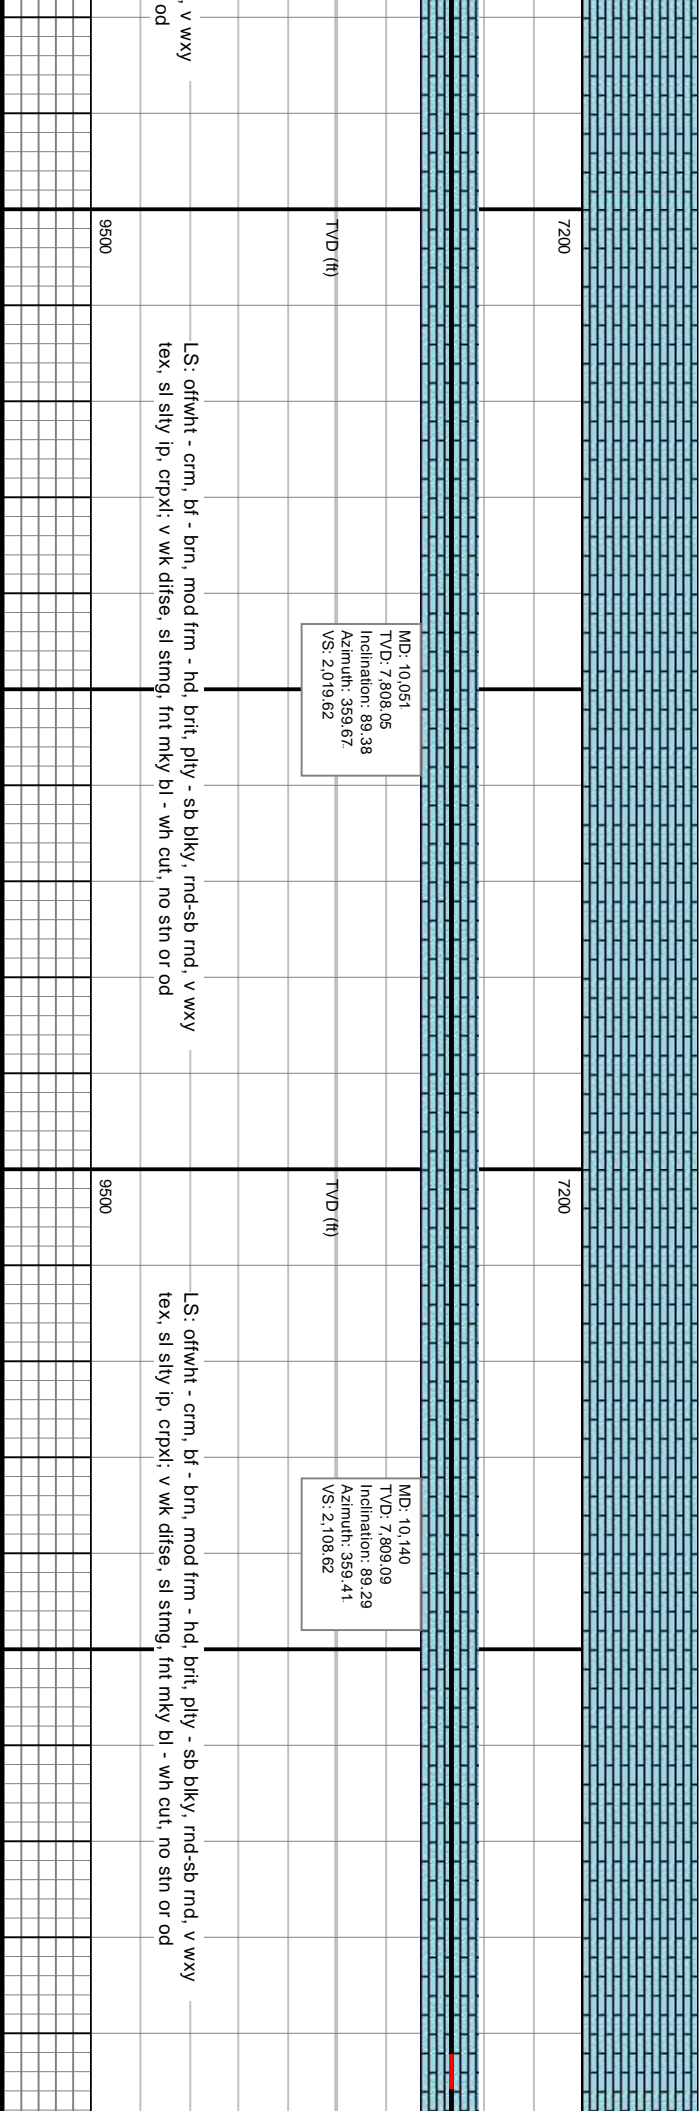 , v wxy
od
7200
TVD (ft)
9500
LS: offwht - crm, bf - brn, mod frm - hd, brit, plty - sb blky, rnd-sb rnd, v wxy
tex, sl slty ip, crpxl; v wk difse, sl stmg, fnt mky bl - wh cut, no stn or od
MD: 10,051
TVD: 7,808.05
Inclination: 89.38
Azimuth: 359.67
VS: 2,019.62
7200
TVD (ft)
9500
LS: offwht - crm, bf - brn, mod frm - hd, brit, plty - sb blky, rnd-sb rnd, v wxy
tex, sl slty ip, crpxl; v wk difse, sl stmg, fnt mky bl - wh cut, no stn or od
MD: 10,140
TVD: 7,809.09
Inclination: 89.29
Azimuth: 359.41
VS: 2,108.62